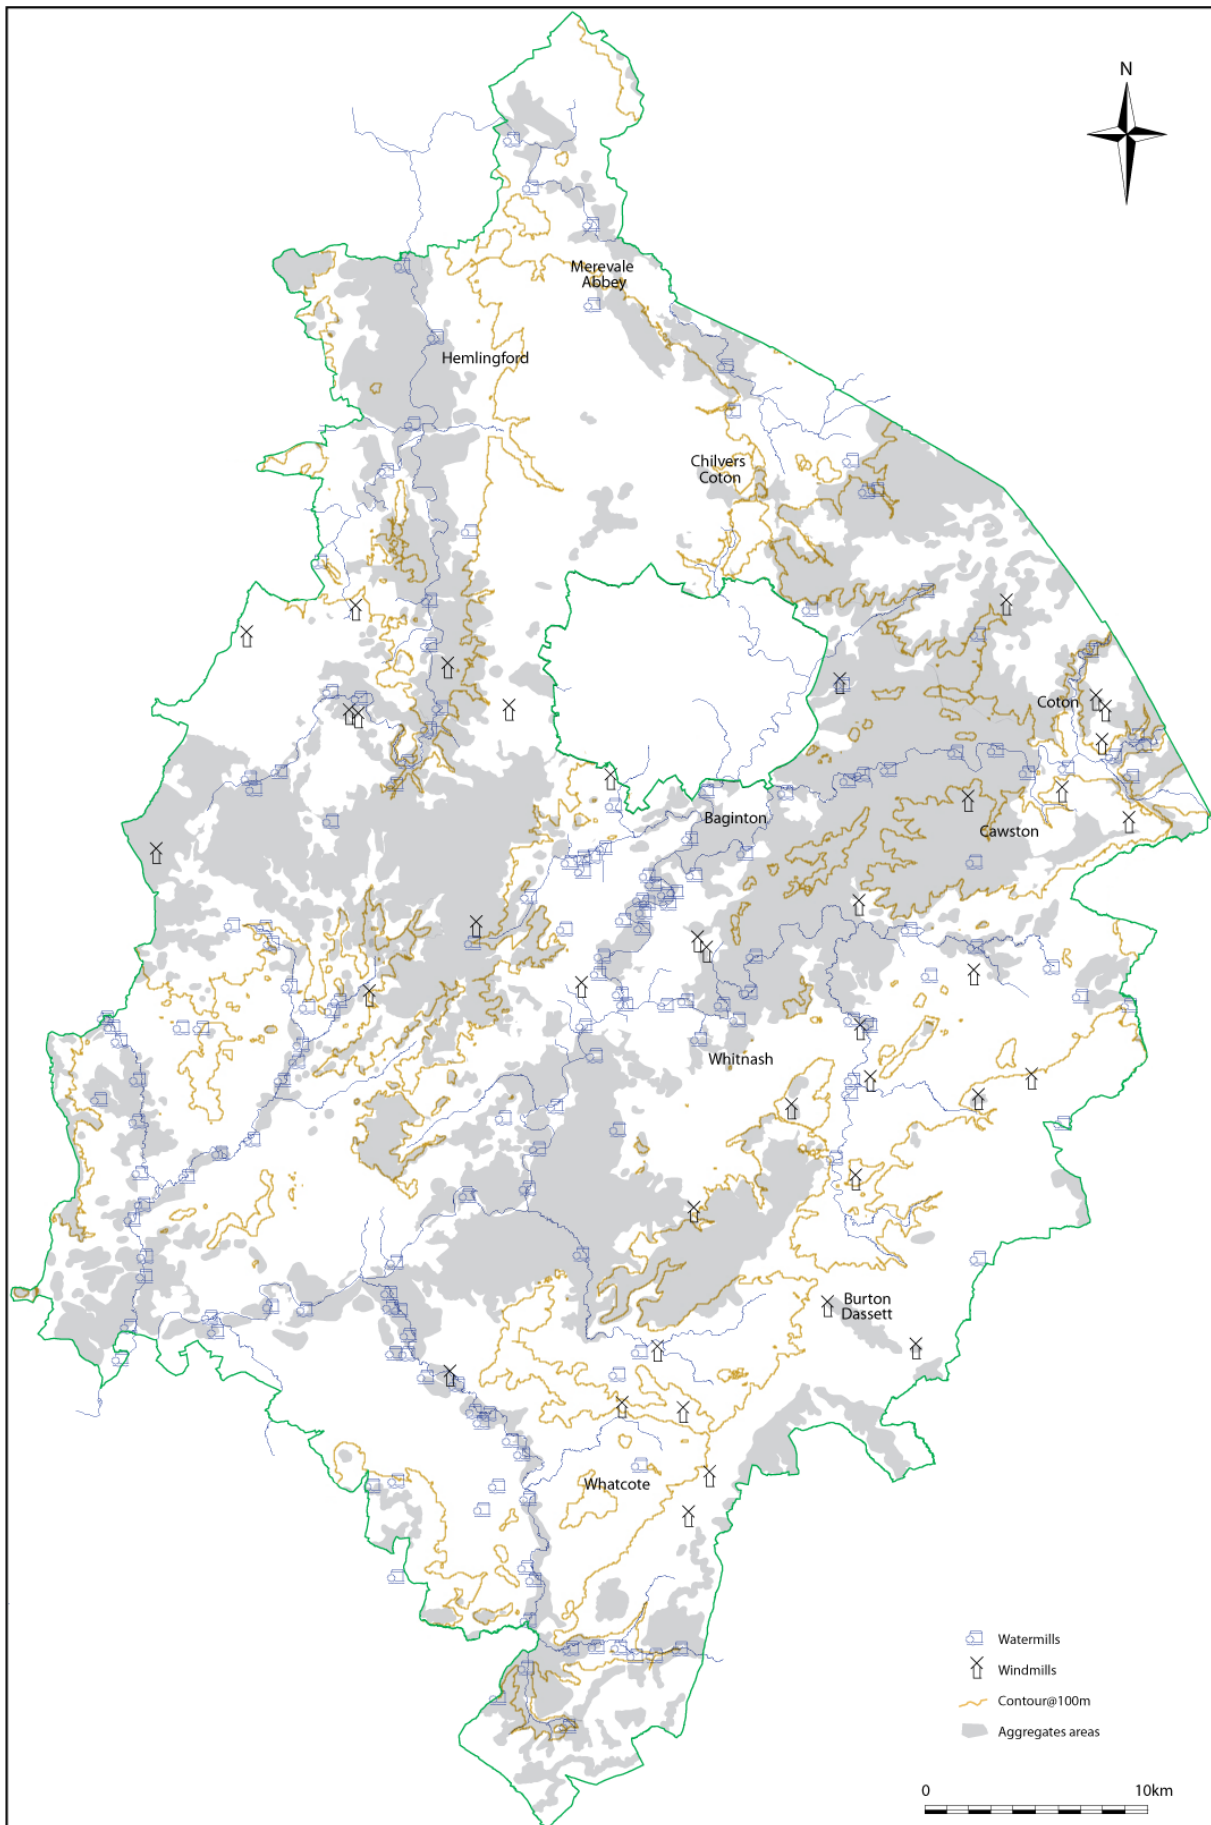 N
Merevale
Abbey
Hemlingford
Chilvers
Coton
Coton
Baginton
Cawston
Whitnash
Burton
Dassett
Whatcote
Watermills
Windmills
Contour@100m
Aggregates areas
0 10km